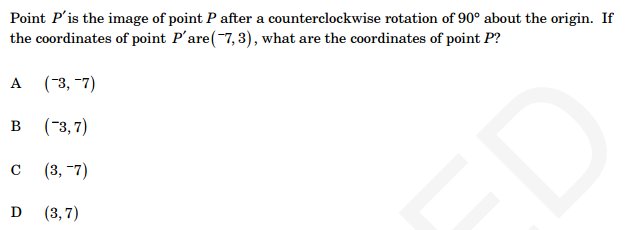 Point P′ is the image of point P after a counterclockwise rotation of 90° about the origin. If
the coordinates of point P′ are (⁻7, 3), what are the coordinates of point P?
A (⁻3, ⁻7)
B (⁻3, 7)
C (3, ⁻7)
D (3, 7)